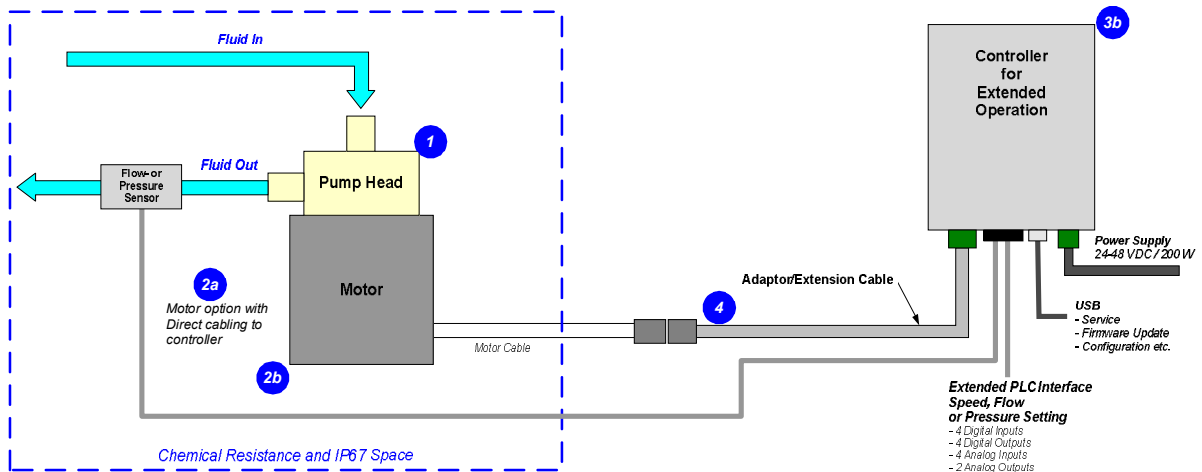 Fluid In
1
Fluid Out
Flow-or
Pressure
Sensor
Pump Head
2a
Motor option with
Direct cabling to
controller
Motor
2b
Motor Cable
4
Adaptor/Extension Cable
3b
Controller
for
Extended
Operation
Power Supply
24-48 VDC / 200 W
USB
- Service
- Firmware Update
- Configuration etc.
Extended PLC Interface
Speed, Flow
or Pressure Setting
- 4 Digital Inputs
- 4 Digital Outputs
- 4 Analog Inputs
- 2 Analog Outputs
Chemical Resistance and IP67 Space